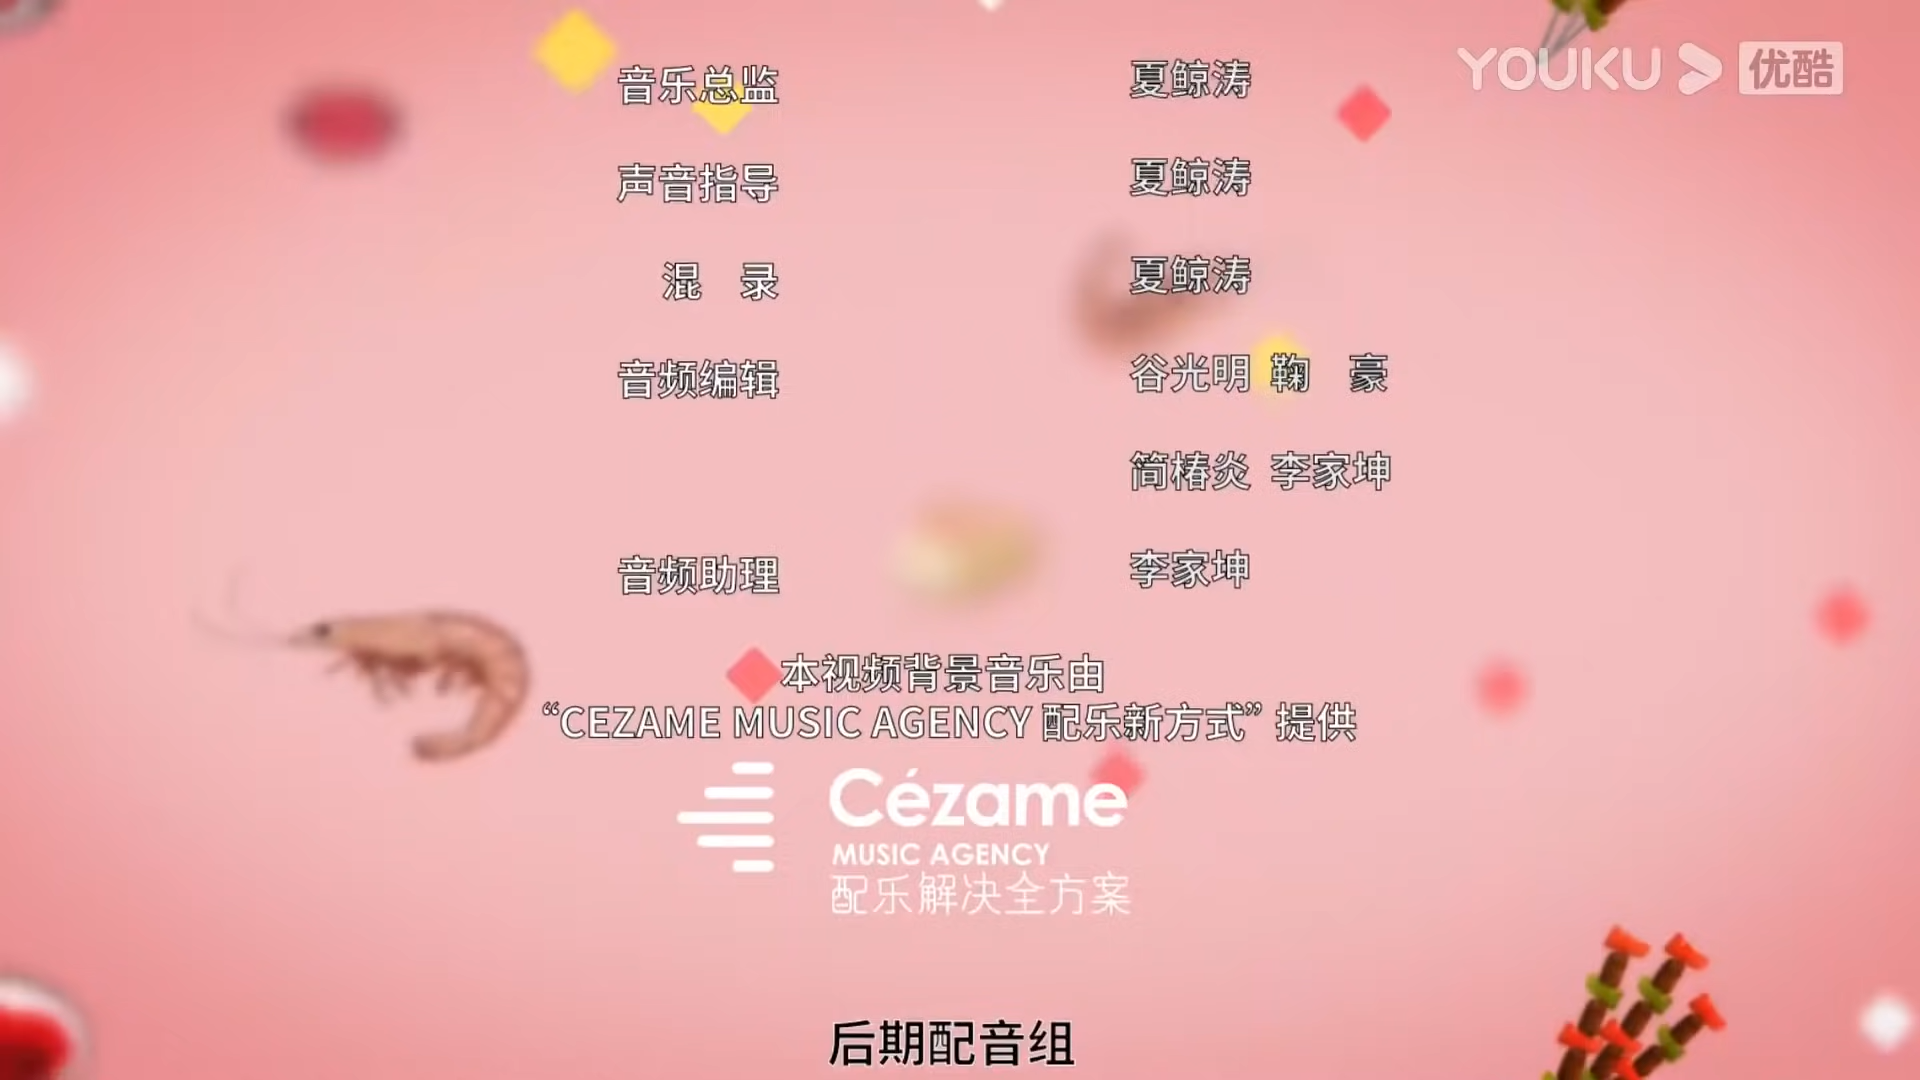 YOUKU 优酷
音乐总监 夏鲸涛
声音指导 夏鲸涛
混 录 夏鲸涛
音频编辑 谷光明 鞠 豪
简椿炎 李家坤
音频助理 李家坤
本视频背景音乐由
“CEZAME MUSIC AGENCY 配乐新方式” 提供
Cézame
MUSIC AGENCY
配乐解决全方案
后期配音组